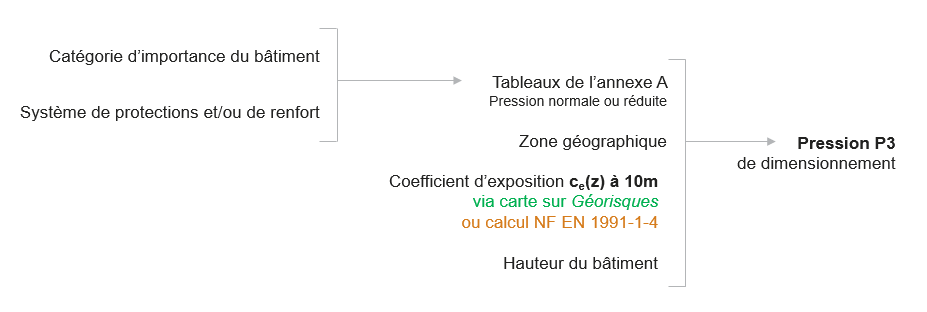 Catégorie d’importance du bâtiment
Système de protections et/ou de renfort
Tableaux de l’annexe A
Pression normale ou réduite
Zone géographique
Coefficient d’exposition ce(z) à 10m
via carte sur Géorisques
ou calcul NF EN 1991-1-4
Hauteur du bâtiment
Pression P3
de dimensionnement